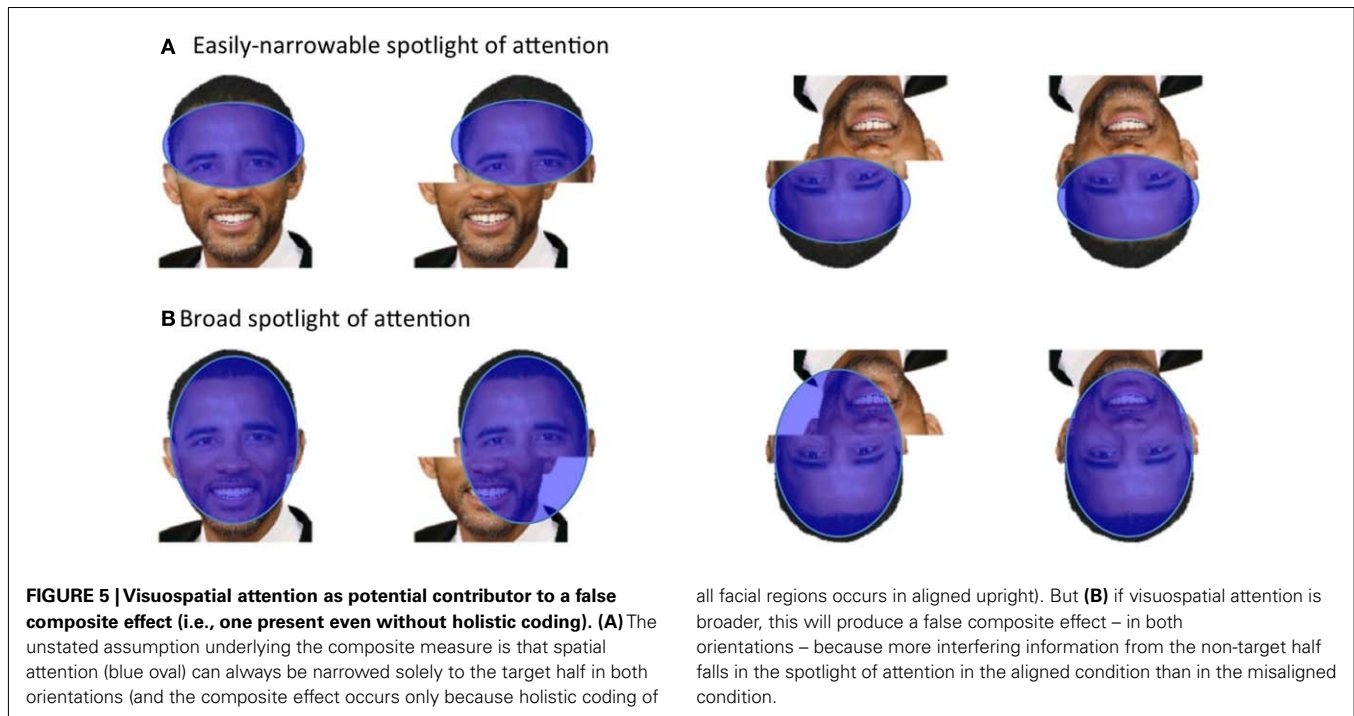 A Easily-narrowable spotlight of attention
B Broad spotlight of attention
FIGURE 5 | Visuospatial attention as potential contributor to a false
composite effect (i.e., one present even without holistic coding). (A) The
unstated assumption underlying the composite measure is that spatial
attention (blue oval) can always be narrowed solely to the target half in both
orientations (and the composite effect occurs only because holistic coding of
all facial regions occurs in aligned upright). But (B) if visuospatial attention is
broader, this will produce a false composite effect – in both
orientations – because more interfering information from the non-target half
falls in the spotlight of attention in the aligned condition than in the misaligned
condition.